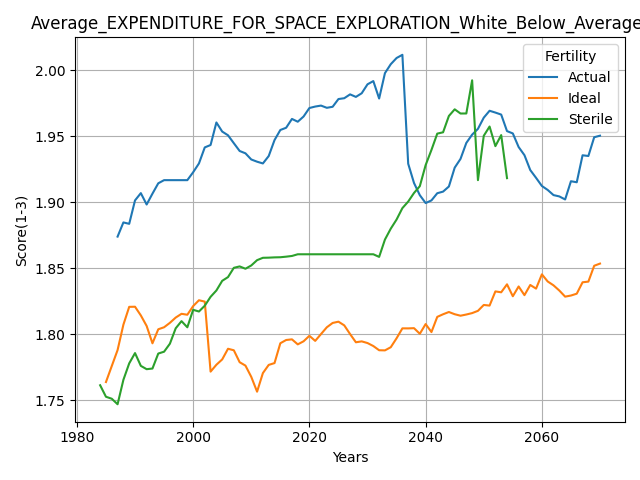 Average_EXPENDITURE_FOR_SPACE_EXPLORATION_White_Below_Average
Fertility
Actual
Ideal
Sterile
Score(1-3)
2.00
1.95
1.90
1.85
1.80
1.75
1980 2000 2020 2040 2060
Years